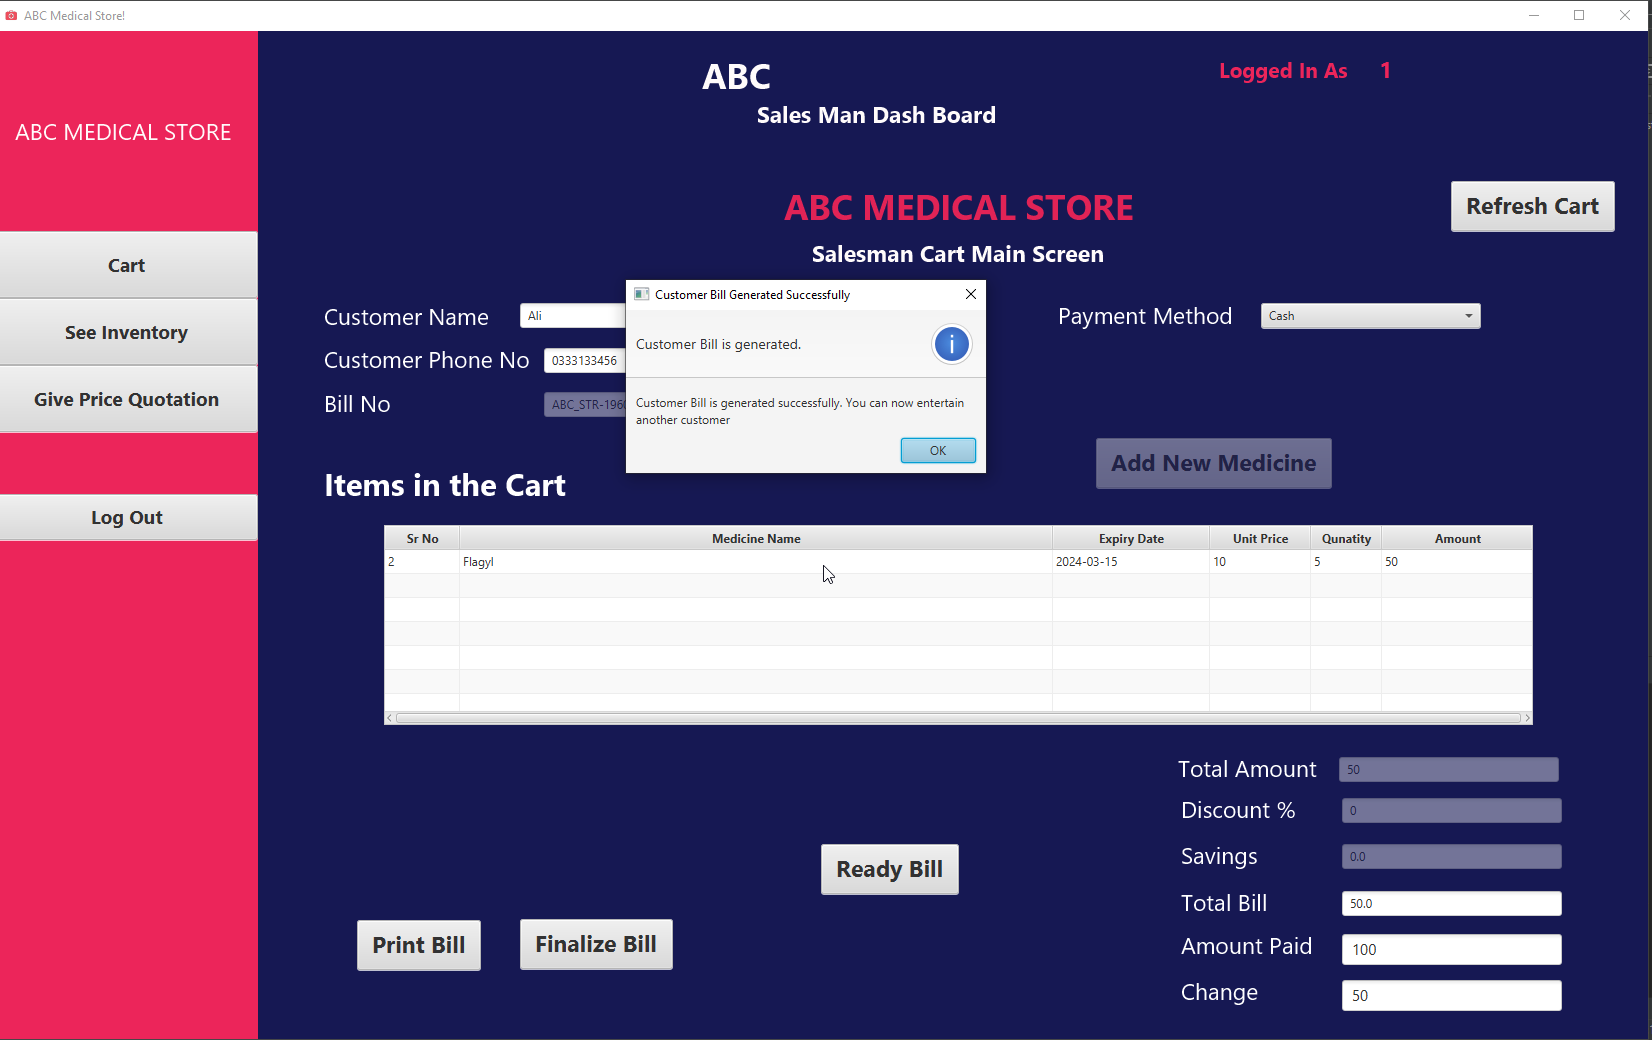 ABC Medical Store!
ABC MEDICAL STORE
Cart
See Inventory
Give Price Quotation
Log Out
ABC
Sales Man Dash Board
Logged In As 1
ABC MEDICAL STORE
Salesman Cart Main Screen
Refresh Cart
Customer Name Ali
Customer Phone No 0333133456
Bill No
Payment Method Cash
Customer Bill Generated Successfully
Customer Bill is generated.
Customer Bill is generated successfully. You can now entertain
another customer
OK
Add New Medicine
Items in the Cart
Sr No Medicine Name Expiry Date Unit Price Qunatity Amount
2 Flagyl 2024-03-15 10 5 50
Total Amount 50
Discount % 0
Savings 0.0
Total Bill 50.0
Amount Paid 100
Change 50
Ready Bill
Print Bill
Finalize Bill